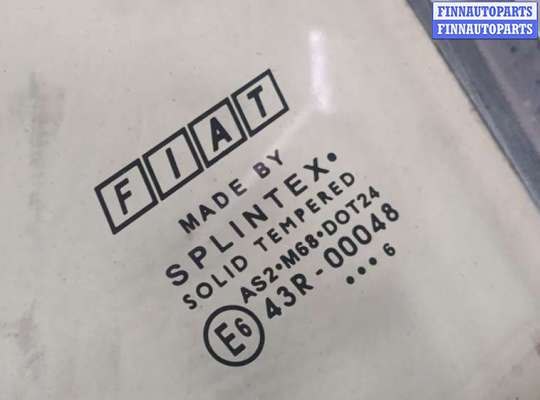 FINNAUTOPARTS
FINNAUTOPARTS
FIAT
MADE BY
SPLINTEX•
SOLID TEMPERED
AS2•M68•DOT24
E6 43R-00048
•••6